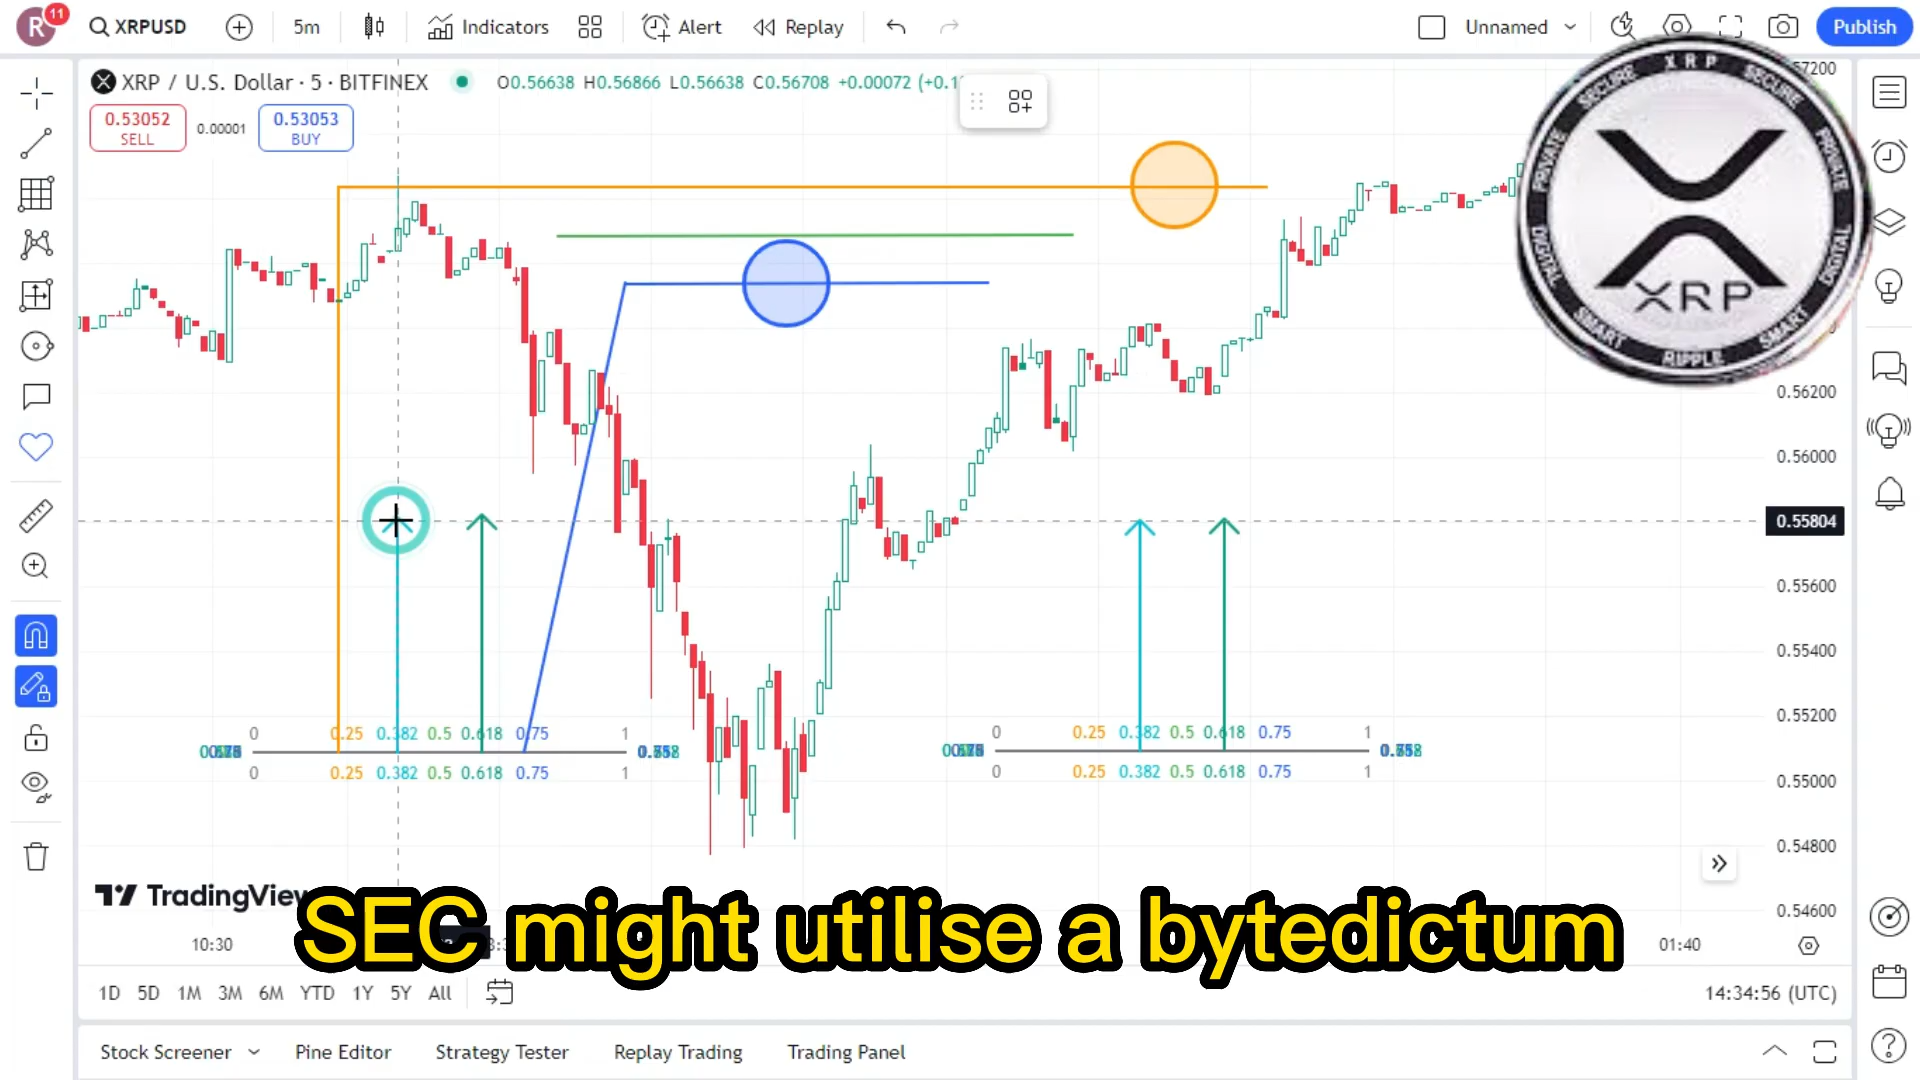 R 11 XRPUSD 5m Indicators Alert Replay Unnamed Publish
XRP / U.S. Dollar · 5 · BITFINEX O0.56638 H0.56866 L0.56638 C0.56708 +0.00072
0.53052
SELL
0.00001
0.53053
BUY
XRP SECURE PRIVATE DIGITAL SMART RIPPLE SMART DIGITAL PRIVATE SECURE
XRP
0.56200
0.56000
0.55804
0.55600
0.55400
0.55200
0 0.25 0.382 0.5 0.618 0.75 1
0 0.25 0.382 0.5 0.618 0.75 1
0 0.25 0.382 0.5 0.618 0.75 1
0 0.25 0.382 0.5 0.618 0.75 1
0.55000
0.54800
0.54600
TradingView
SEC might utilise a bytedictum
10:30 01:40
1D 5D 1M 3M 6M YTD 1Y 5Y All 14:34:56 (UTC)
Stock Screener Pine Editor Strategy Tester Replay Trading Trading Panel